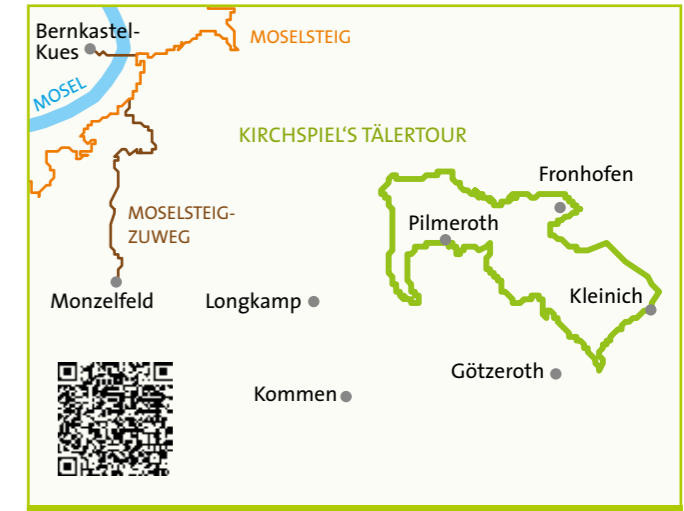 Bernkastel-
Kues
MOSELSTEIG
MOSEL
KIRCHSPIEL'S TÄLERTOUR
Fronhofen
MOSELSTEIG-
ZUWEG
Pilmeroth
Monzelfeld
Longkamp
Kleinich
Götzeroth
Kommen